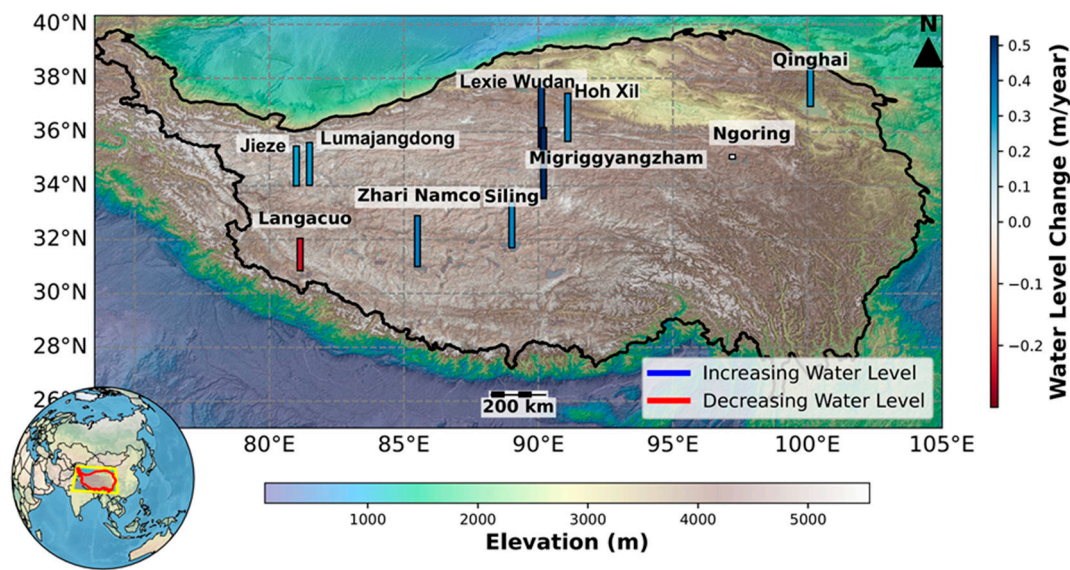 40°N
38°N
36°N
34°N
32°N
30°N
28°N
26°
N
Qinghai
Lexie Wudan
Hoh Xil
Ngoring
Jieze
Lumajangdong
Migriggyangzham
Zhari Namco
Siling
Langacuo
Increasing Water Level
Decreasing Water Level
200 km
80°E
85°E
90°E
95°E
100°E
105°E
0.5
0.4
0.3
0.2
0.1
0.0
−0.1
−0.2
Water Level Change (m/year)
1000
2000
3000
4000
5000
Elevation (m)